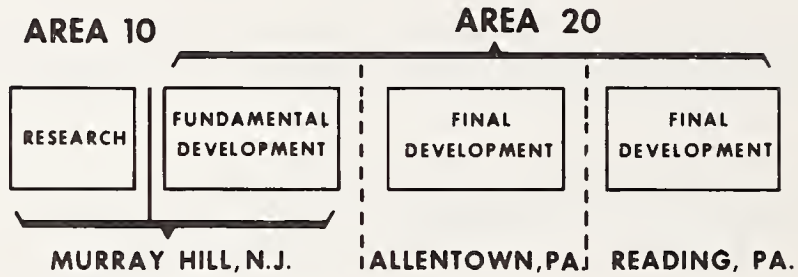 AREA 10
AREA 20
RESEARCH
FUNDAMENTAL
DEVELOPMENT
FINAL
DEVELOPMENT
FINAL
DEVELOPMENT
MURRAY HILL, N.J.
ALLENTOWN, PA.
READING, PA.